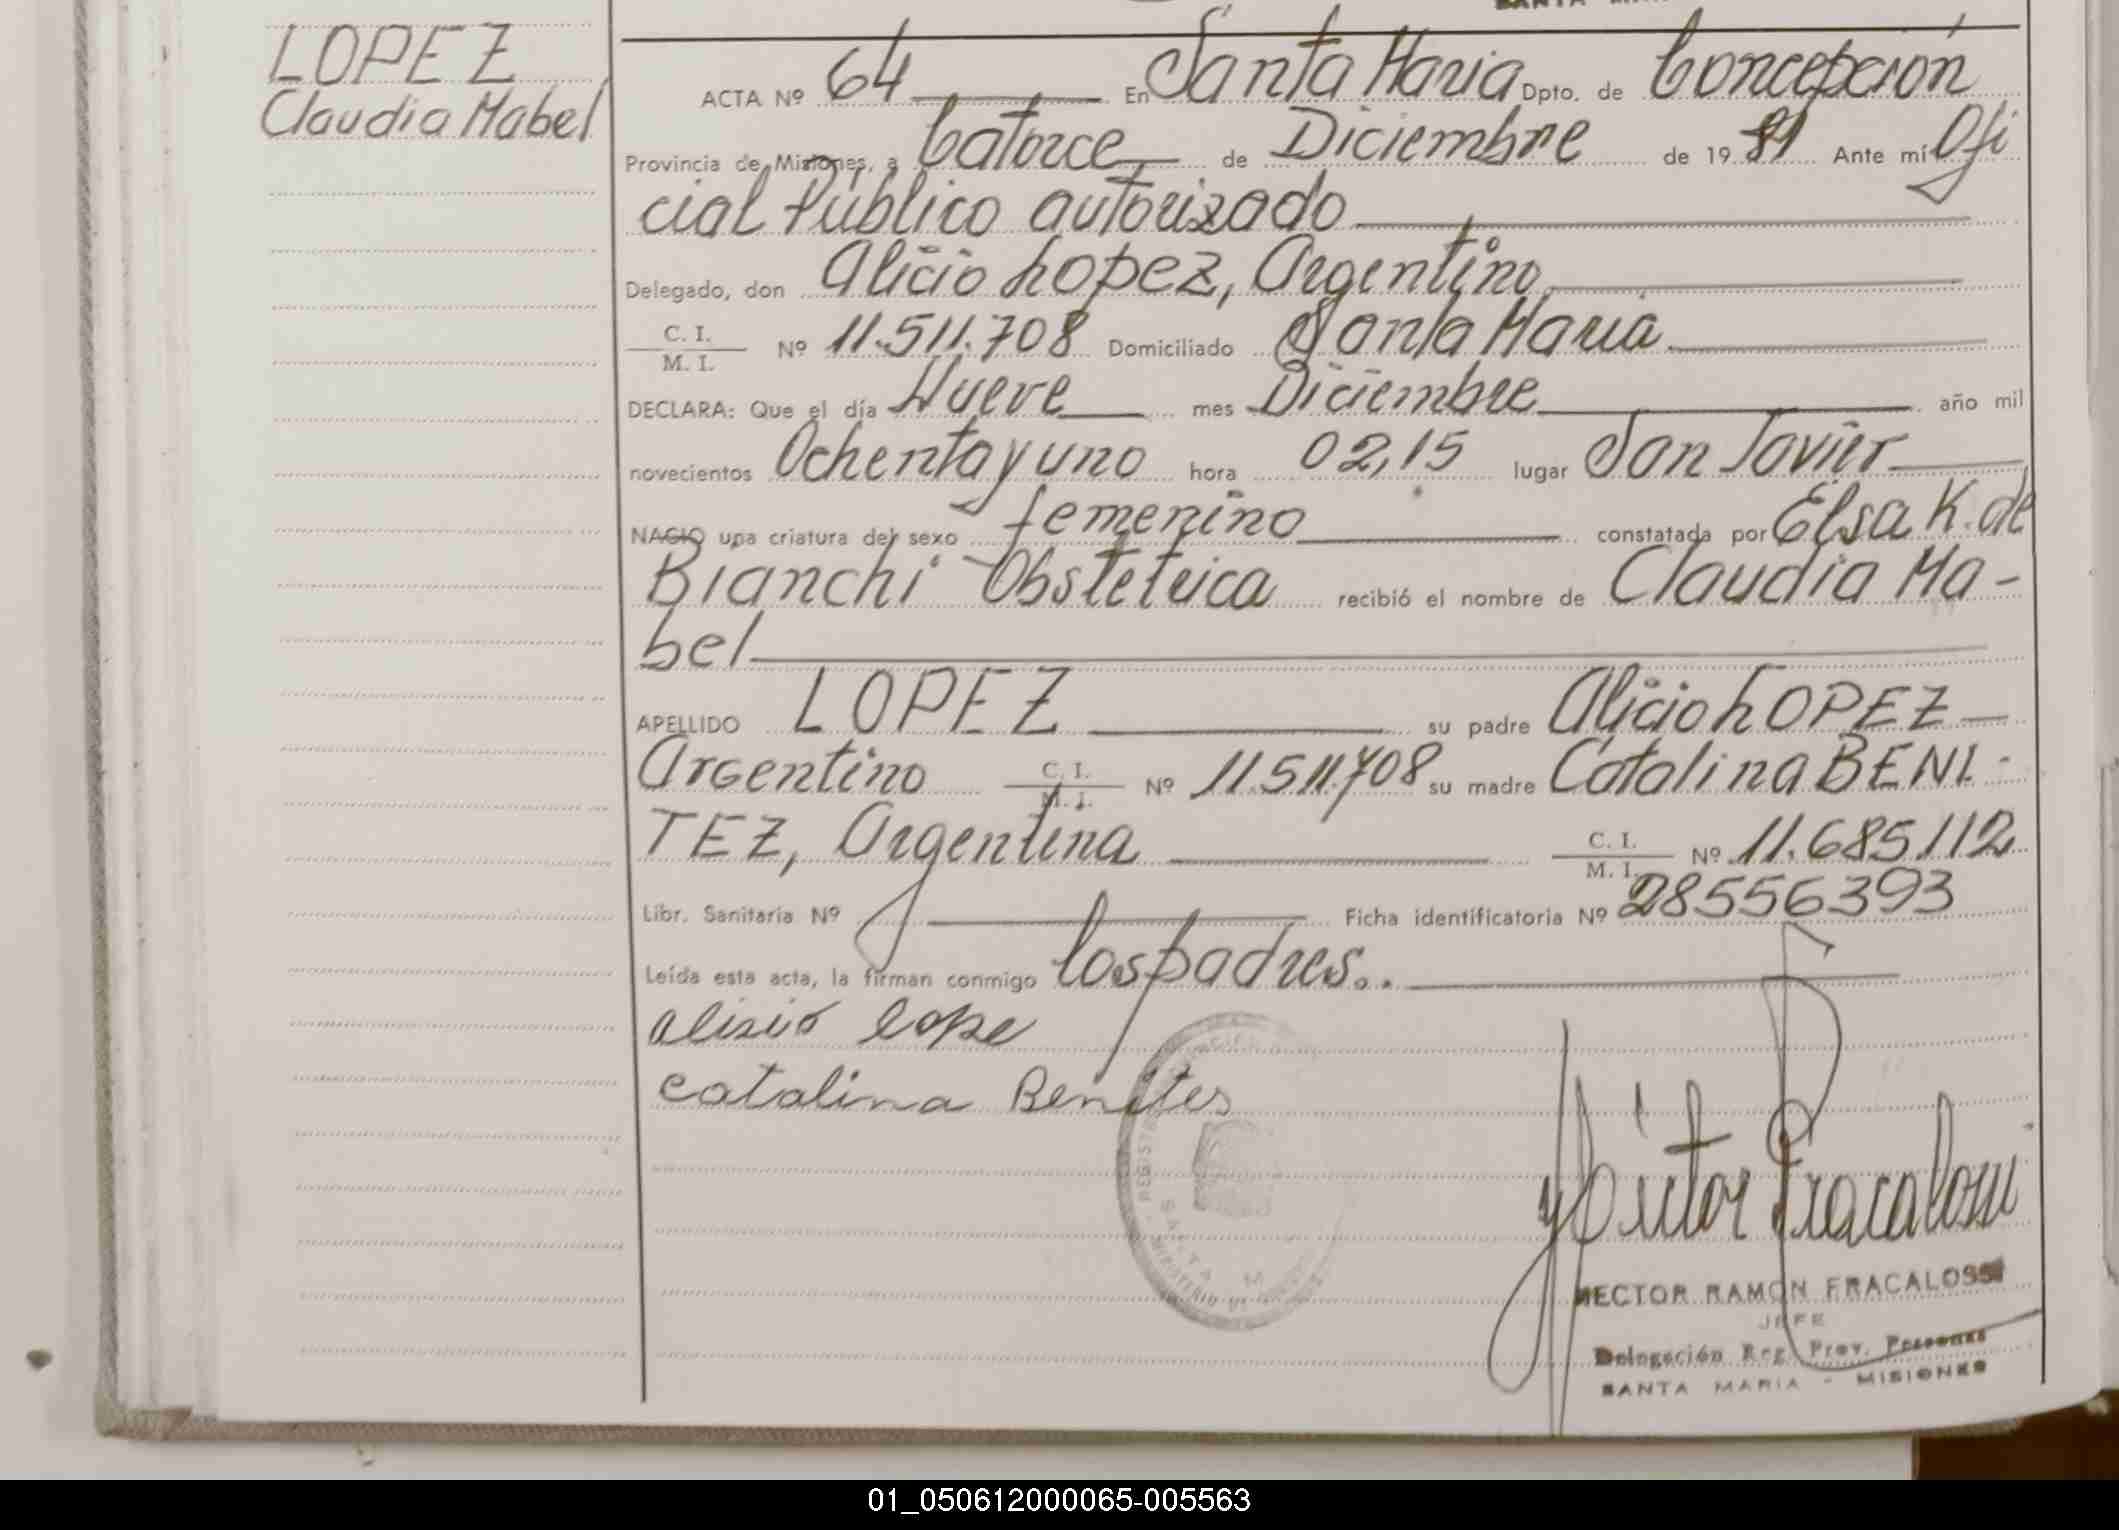 LOPEZ
Claudia Mabel
ACTA Nº 64 En Santa Maria Dpto. de Concepción
Provincia de Misiones, a Catorce de Diciembre de 1981 Ante mí Ofi
cial Público autorizado
Delegado, don Alicio Lopez, Argentino
C. I.
M. I. Nº 11.511.708 Domiciliado Santa Maria
DECLARA: Que el día Nueve mes Diciembre año mil
novecientos Ochenta y uno hora 02,15 lugar San Javier
NACIO una criatura del sexo femenino constatada por Elsa K. de
Bianchi Obstetrica recibió el nombre de Claudia Ma-
bel
APELLIDO LOPEZ su padre Alicio LOPEZ
Argentino C. I. M. I. Nº 11.511.708 su madre Catalina BENI-
TEZ, Argentina C. I. M. I. Nº 11.685112
Libr. Sanitaria Nº Ficha identificatoria Nº 28556393
Leída esta acta, la firman conmigo los padres..
alisio lope
catalina Benites
Hector Fracalossi
HECTOR RAMON FRACALOSSI
JEFE
Delegación Reg. Prov. Personas
SANTA MARIA - MISIONES
01_050612000065-005563